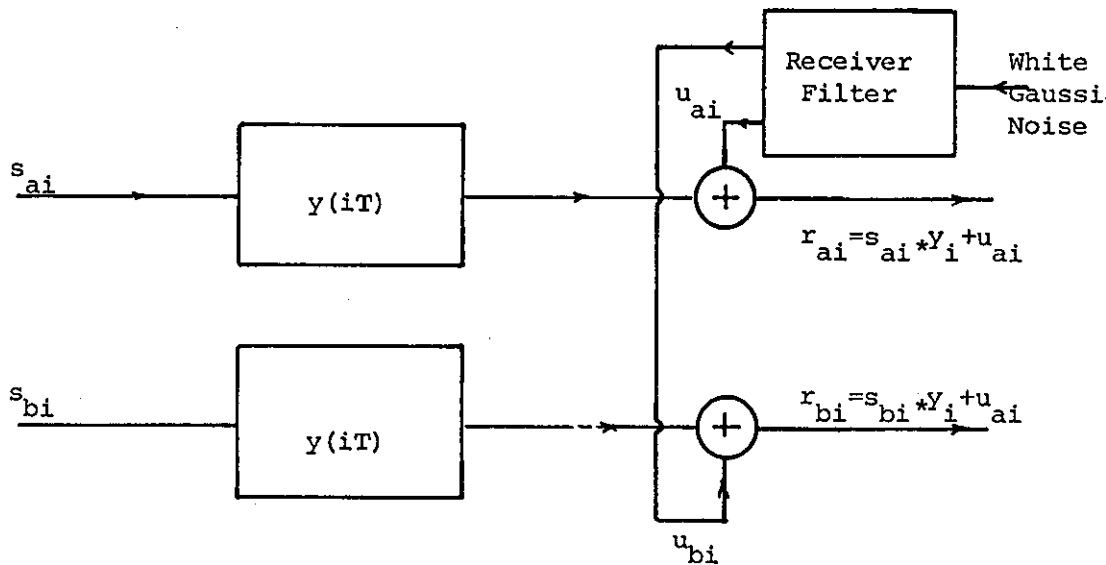 Receiver
Filter
White
Gaussi
Noise
u_ai
s_ai
y(iT)
r_ai=s_ai*y_i+u_ai
s_bi
y(iT)
r_bi=s_bi*y_i+u_ai
u_bi
+
+